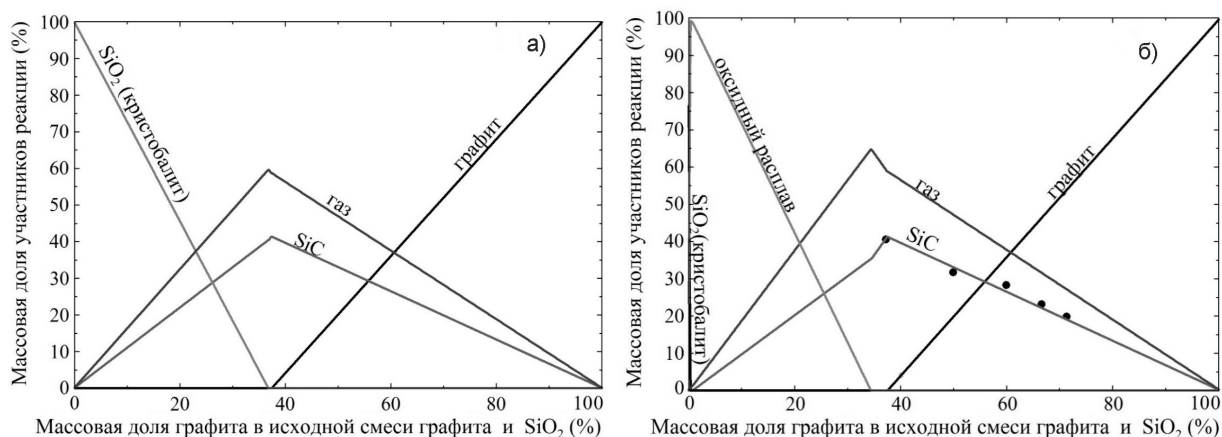 Массовая доля участников реакции (%)
100
90
80
70
60
50
40
30
20
10
0
а)
SiO₂ (кристобалит)
газ
SiC
графит
0
20
40
60
80
100
Массовая доля графита в исходной смеси графита и SiO₂ (%)
Массовая доля участников реакции (%)
100
90
80
70
60
50
40
30
20
10
0
б)
SiO₂ (кристобалит)
оксидный расплав
газ
SiC
графит
0
20
40
60
80
100
Массовая доля графита в исходной смеси графита и SiO₂ (%)